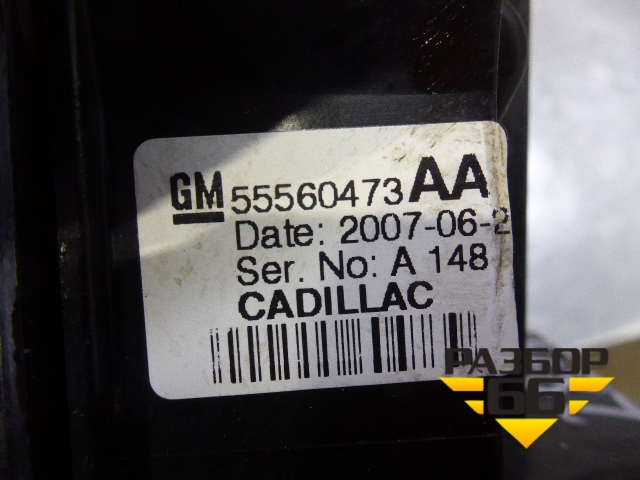 GM 55560473 AA
Date: 2007-06-2
Ser. No: A 148
CADILLAC
РАЗБОР
66